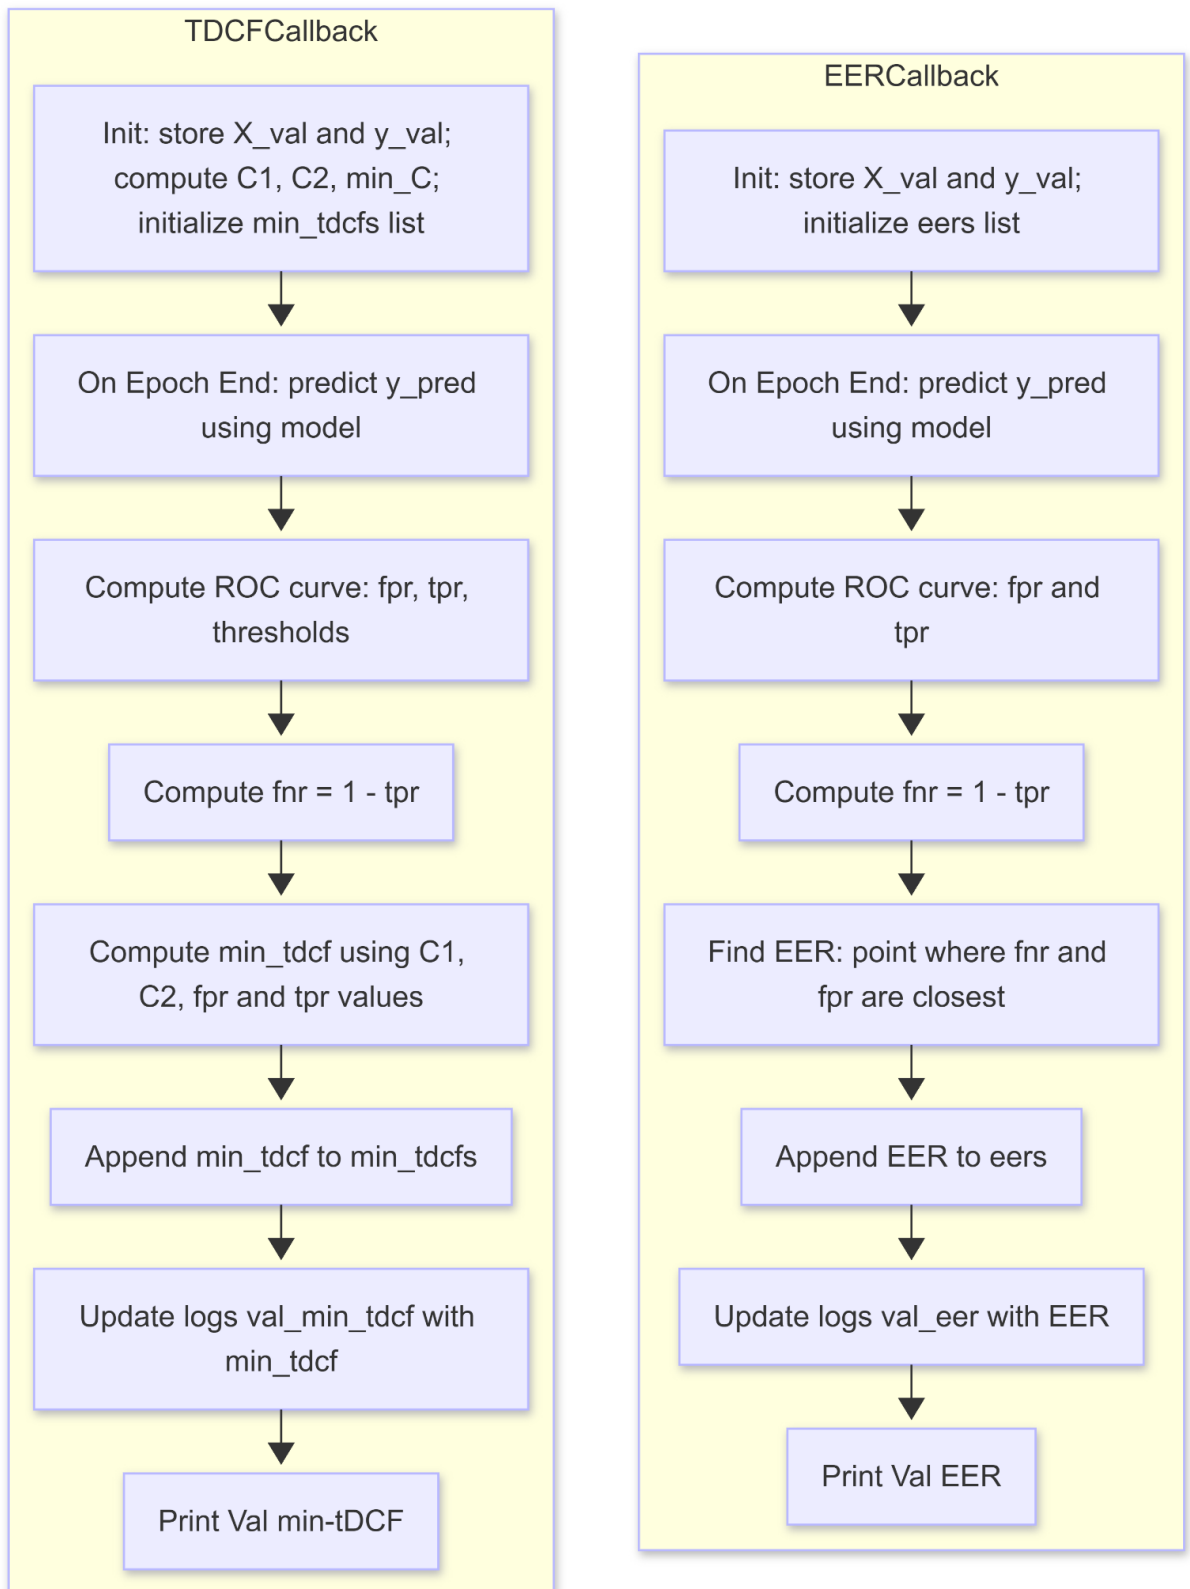 TDCFCallback
Init: store X_val and y_val;
compute C1, C2, min_C;
initialize min_tdcfs list
On Epoch End: predict y_pred
using model
Compute ROC curve: fpr, tpr,
thresholds
Compute fnr = 1 - tpr
Compute min_tdcf using C1,
C2, fpr and tpr values
Append min_tdcf to min_tdcfs
Update logs val_min_tdcf with
min_tdcf
Print Val min-tDCF
EERCallback
Init: store X_val and y_val;
initialize eers list
On Epoch End: predict y_pred
using model
Compute ROC curve: fpr and
tpr
Compute fnr = 1 - tpr
Find EER: point where fnr and
fpr are closest
Append EER to eers
Update logs val_eer with EER
Print Val EER